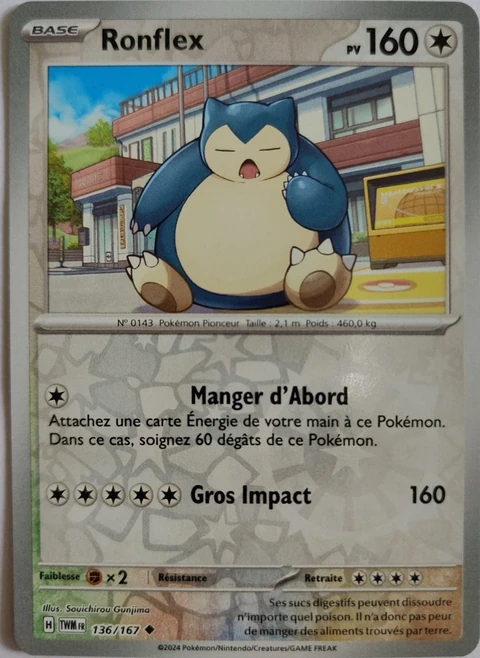 BASE Ronflex PV 160
N° 0143 Pokémon Pionceur Taille : 2,1 m Poids : 460,0 kg
Manger d'Abord
Attachez une carte Énergie de votre main à ce Pokémon.
Dans ce cas, soignez 60 dégâts de ce Pokémon.
Gros Impact 160
Faiblesse ×2 Résistance Retraite
Illus. Souichirou Gunjima
H TWM FR 136/167
Ses sucs digestifs peuvent dissoudre
n'importe quel poison. Il n'a donc pas peur
de manger des aliments trouvés par terre.
©2024 Pokémon/Nintendo/Creatures/GAME FREAK